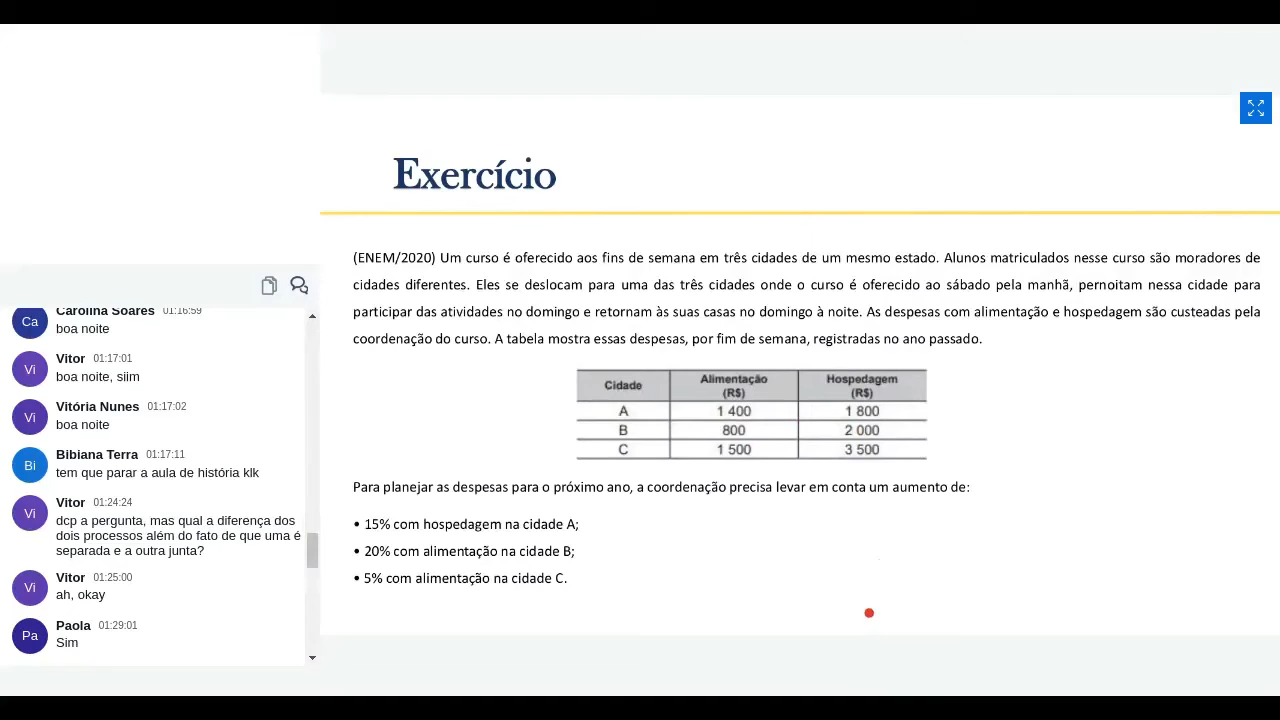 Exercício
(ENEM/2020) Um curso é oferecido aos fins de semana em três cidades de um mesmo estado. Alunos matriculados nesse curso são moradores de
cidades diferentes. Eles se deslocam para uma das três cidades onde o curso é oferecido ao sábado pela manhã, pernoitam nessa cidade para
participar das atividades no domingo e retornam às suas casas no domingo à noite. As despesas com alimentação e hospedagem são custeadas pela
coordenação do curso. A tabela mostra essas despesas, por fim de semana, registradas no ano passado.
Cidade Alimentação (R$) Hospedagem (R$)
A 1 400 1 800
B 800 2 000
C 1 500 3 500
Para planejar as despesas para o próximo ano, a coordenação precisa levar em conta um aumento de:
• 15% com hospedagem na cidade A;
• 20% com alimentação na cidade B;
• 5% com alimentação na cidade C.
Ca Carolina Soares 01:16:59
boa noite
Vi Vitor 01:17:01
boa noite, siim
Vi Vitória Nunes 01:17:02
boa noite
Bi Bibiana Terra 01:17:11
tem que parar a aula de história klk
Vi Vitor 01:24:24
dcp a pergunta, mas qual a diferença dos
dois processos além do fato de que uma é
separada e a outra junta?
Vi Vitor 01:25:00
ah, okay
Pa Paola 01:29:01
Sim